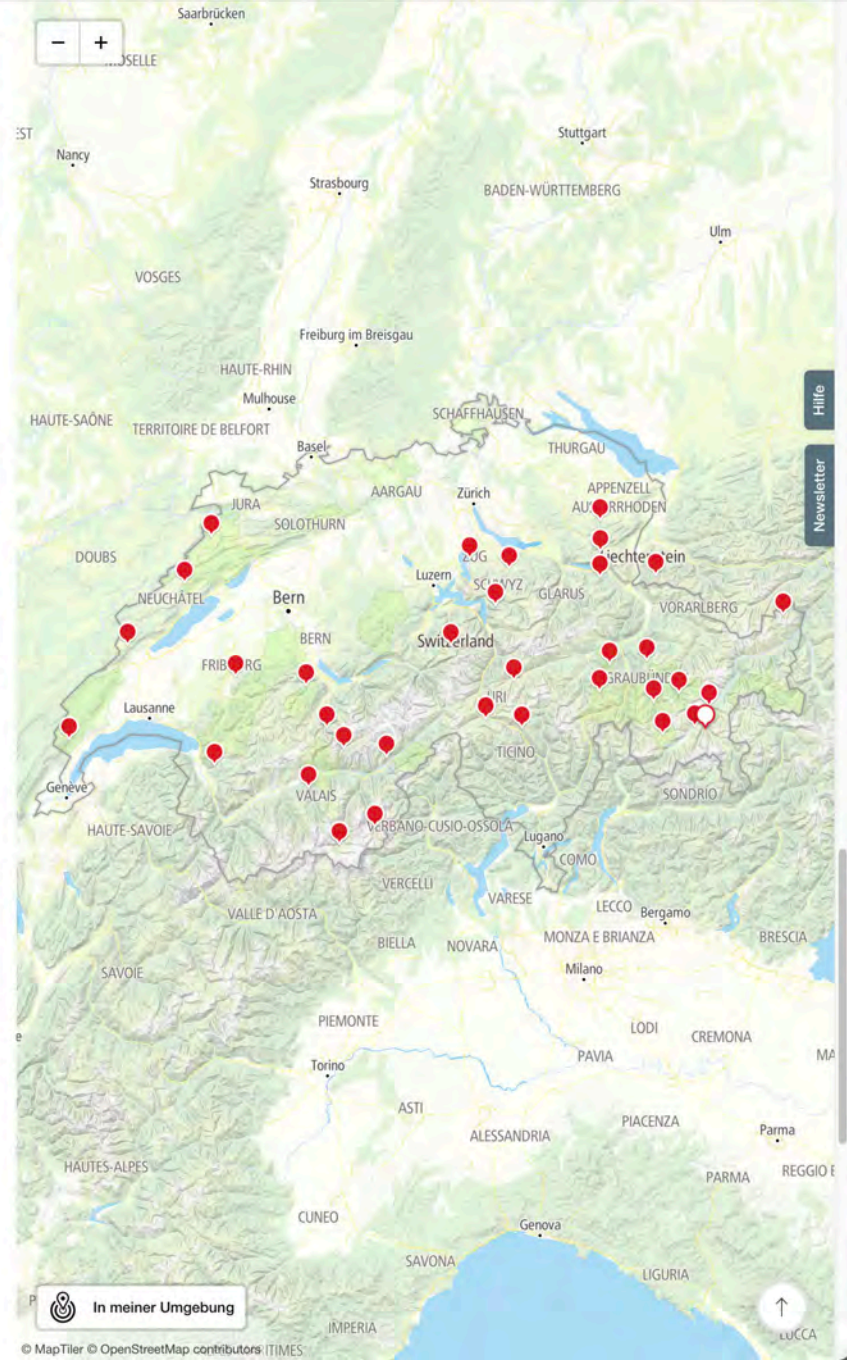 Saarbrücken
− +
MOSELLE
EST
Nancy
Stuttgart
Strasbourg
BADEN-WÜRTTEMBERG
Ulm
VOSGES
Freiburg im Breisgau
HAUTE-RHIN
Mulhouse
Hilfe
SCHAFFHAUSEN
HAUTE-SAÔNE
TERRITOIRE DE BELFORT
Basel
THURGAU
Newsletter
AARGAU
Zürich
APPENZELL
JURA
AUSSERRHODEN
SOLOTHURN
DOUBS
ZUG
Liechtenstein
Luzern
SCHWYZ
NEUCHÂTEL
Bern
GLARUS
VORARLBERG
BERN
Switzerland
FRIBOURG
GRAUBÜNDEN
URI
Lausanne
TICINO
Genève
VALAIS
SONDRIO
HAUTE-SAVOIE
VERBANO-CUSIO-OSSOLA
Lugano
COMO
VERCELLI
VARESE
LECCO
VALLE D'AOSTA
Bergamo
BIELLA
NOVARA
MONZA E BRIANZA
BRESCIA
SAVOIE
Milano
PIEMONTE
LODI
CREMONA
PAVIA
MA
Torino
ASTI
PIACENZA
ALESSANDRIA
Parma
HAUTES-ALPES
PARMA
REGGIO E
CUNEO
Genova
SAVONA
LIGURIA
In meiner Umgebung
IMPERIA
LUCCA
© MapTiler © OpenStreetMap contributors